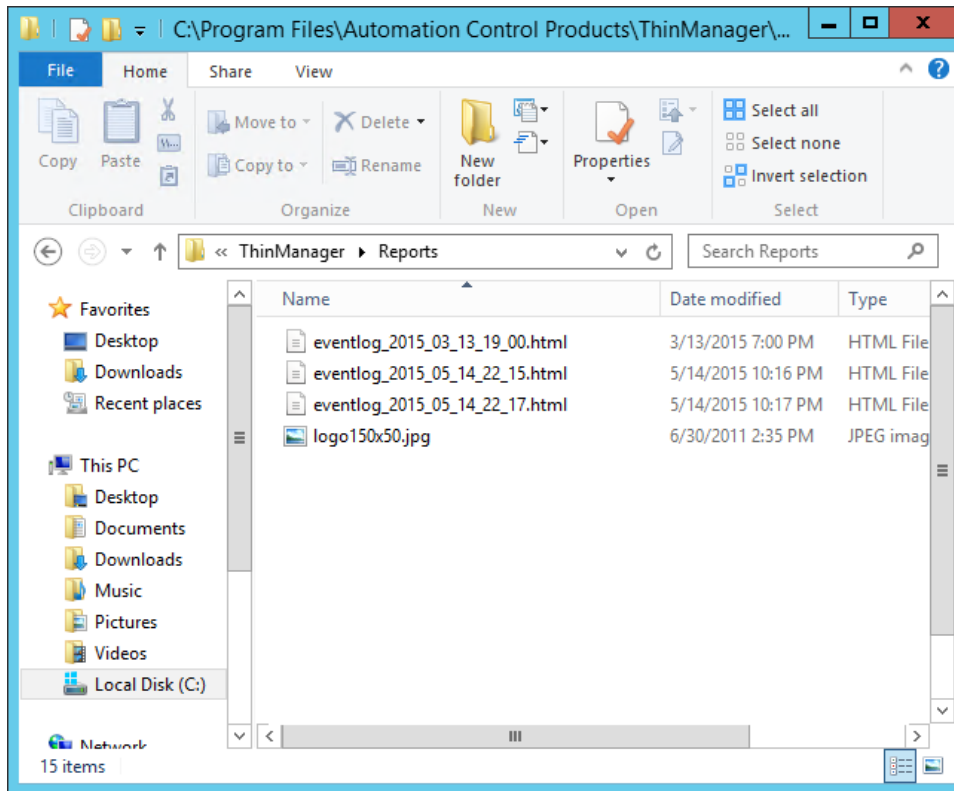 C:\Program Files\Automation Control Products\ThinManager\...
File Home Share View
Copy
Paste
W...
Move to
Copy to
Delete
Rename
New folder
Properties
Select all
Select none
Invert selection
Clipboard Organize New Open Select
« ThinManager Reports
Search Reports
Favorites
Desktop
Downloads
Recent places
This PC
Desktop
Documents
Downloads
Music
Pictures
Videos
Local Disk (C:)
Network
Name Date modified Type
eventlog_2015_03_13_19_00.html 3/13/2015 7:00 PM HTML File
eventlog_2015_05_14_22_15.html 5/14/2015 10:16 PM HTML File
eventlog_2015_05_14_22_17.html 5/14/2015 10:17 PM HTML File
logo150x50.jpg 6/30/2011 2:35 PM JPEG imag
15 items